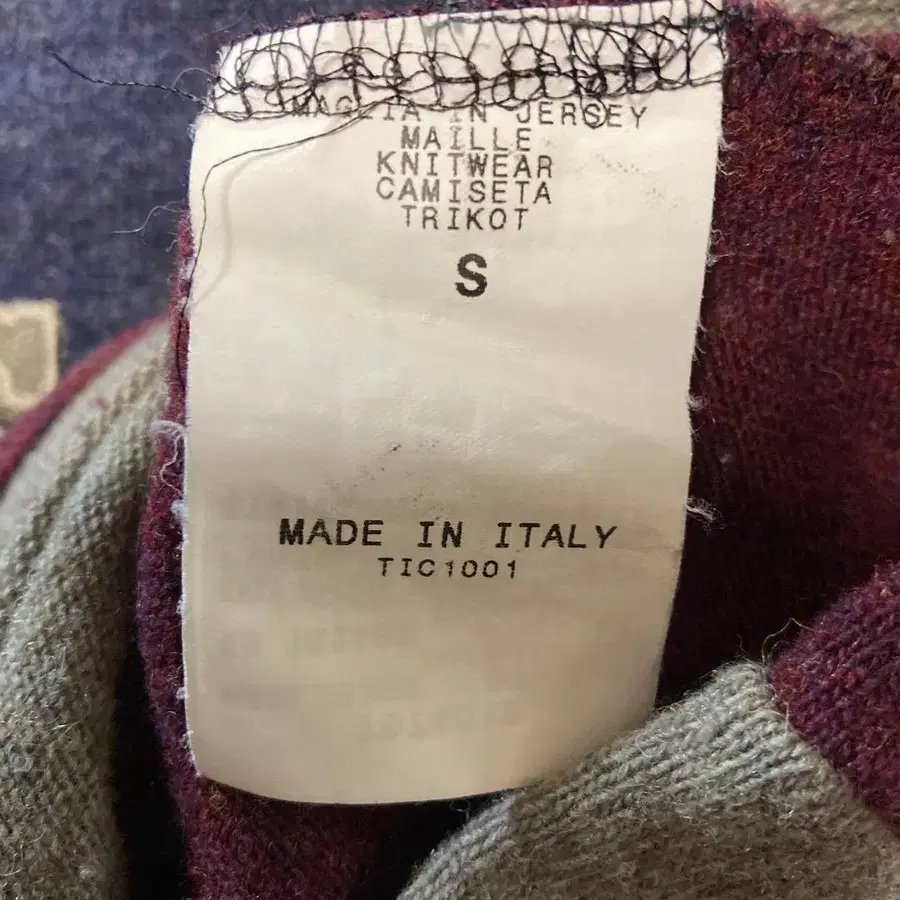 MAGLIA IN JERSEY
MAILLE
KNITWEAR
CAMISETA
TRIKOT
S
MADE IN ITALY
TIC1001